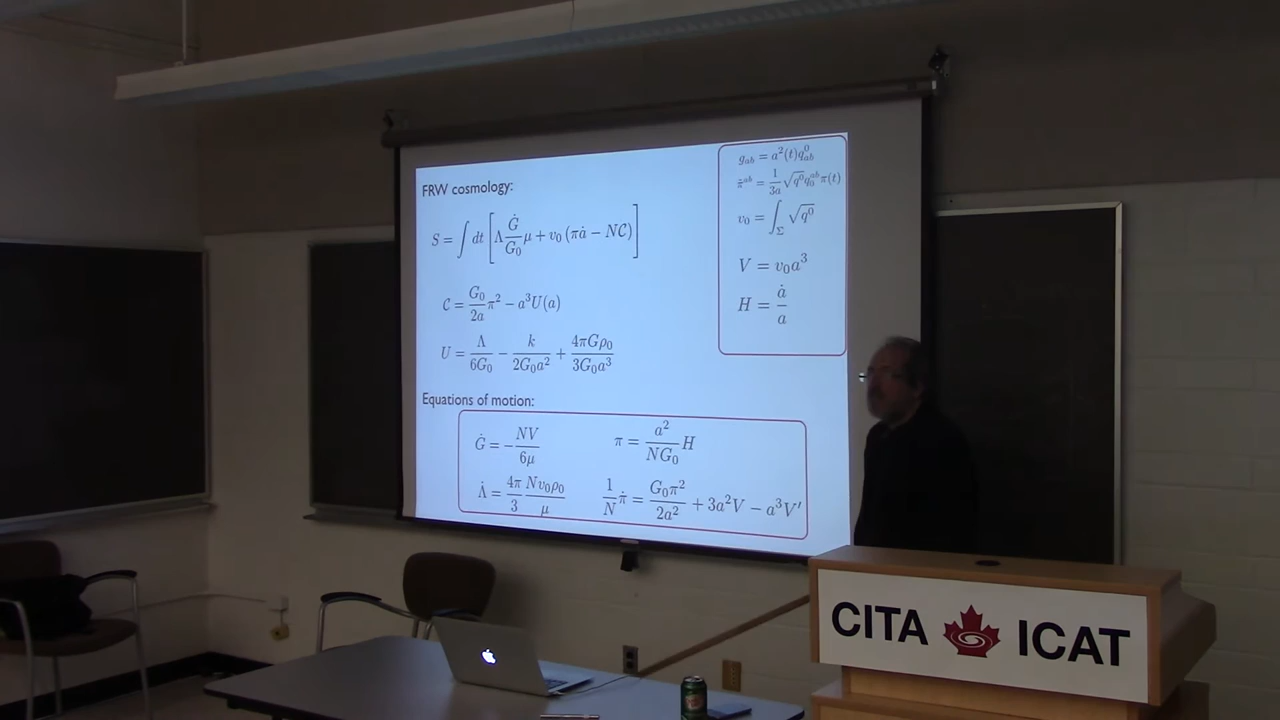 FRW cosmology:
S = ∫ dt [ Λ Ġ/G₀ μ + v₀ (πȧ − N𝒞) ]
𝒞 = G₀/2a π² − a³U(a)
U = Λ/6G₀ − k/2G₀a² + 4πGρ₀/3G₀a³
Equations of motion:
Ġ = − NV/6μ
π = a²/NG₀ H
Λ̇ = 4π/3 Nv₀ρ₀/μ
1/N π̇ = G₀π²/2a² + 3a²V − a³V′
g_ab = a²(t)q⁰_ab
π̃^ab = 1/3a √q⁰ q₀^ab π(t)
v₀ = ∫_Σ √q⁰
V = v₀a³
H = ȧ/a
CITA ICAT